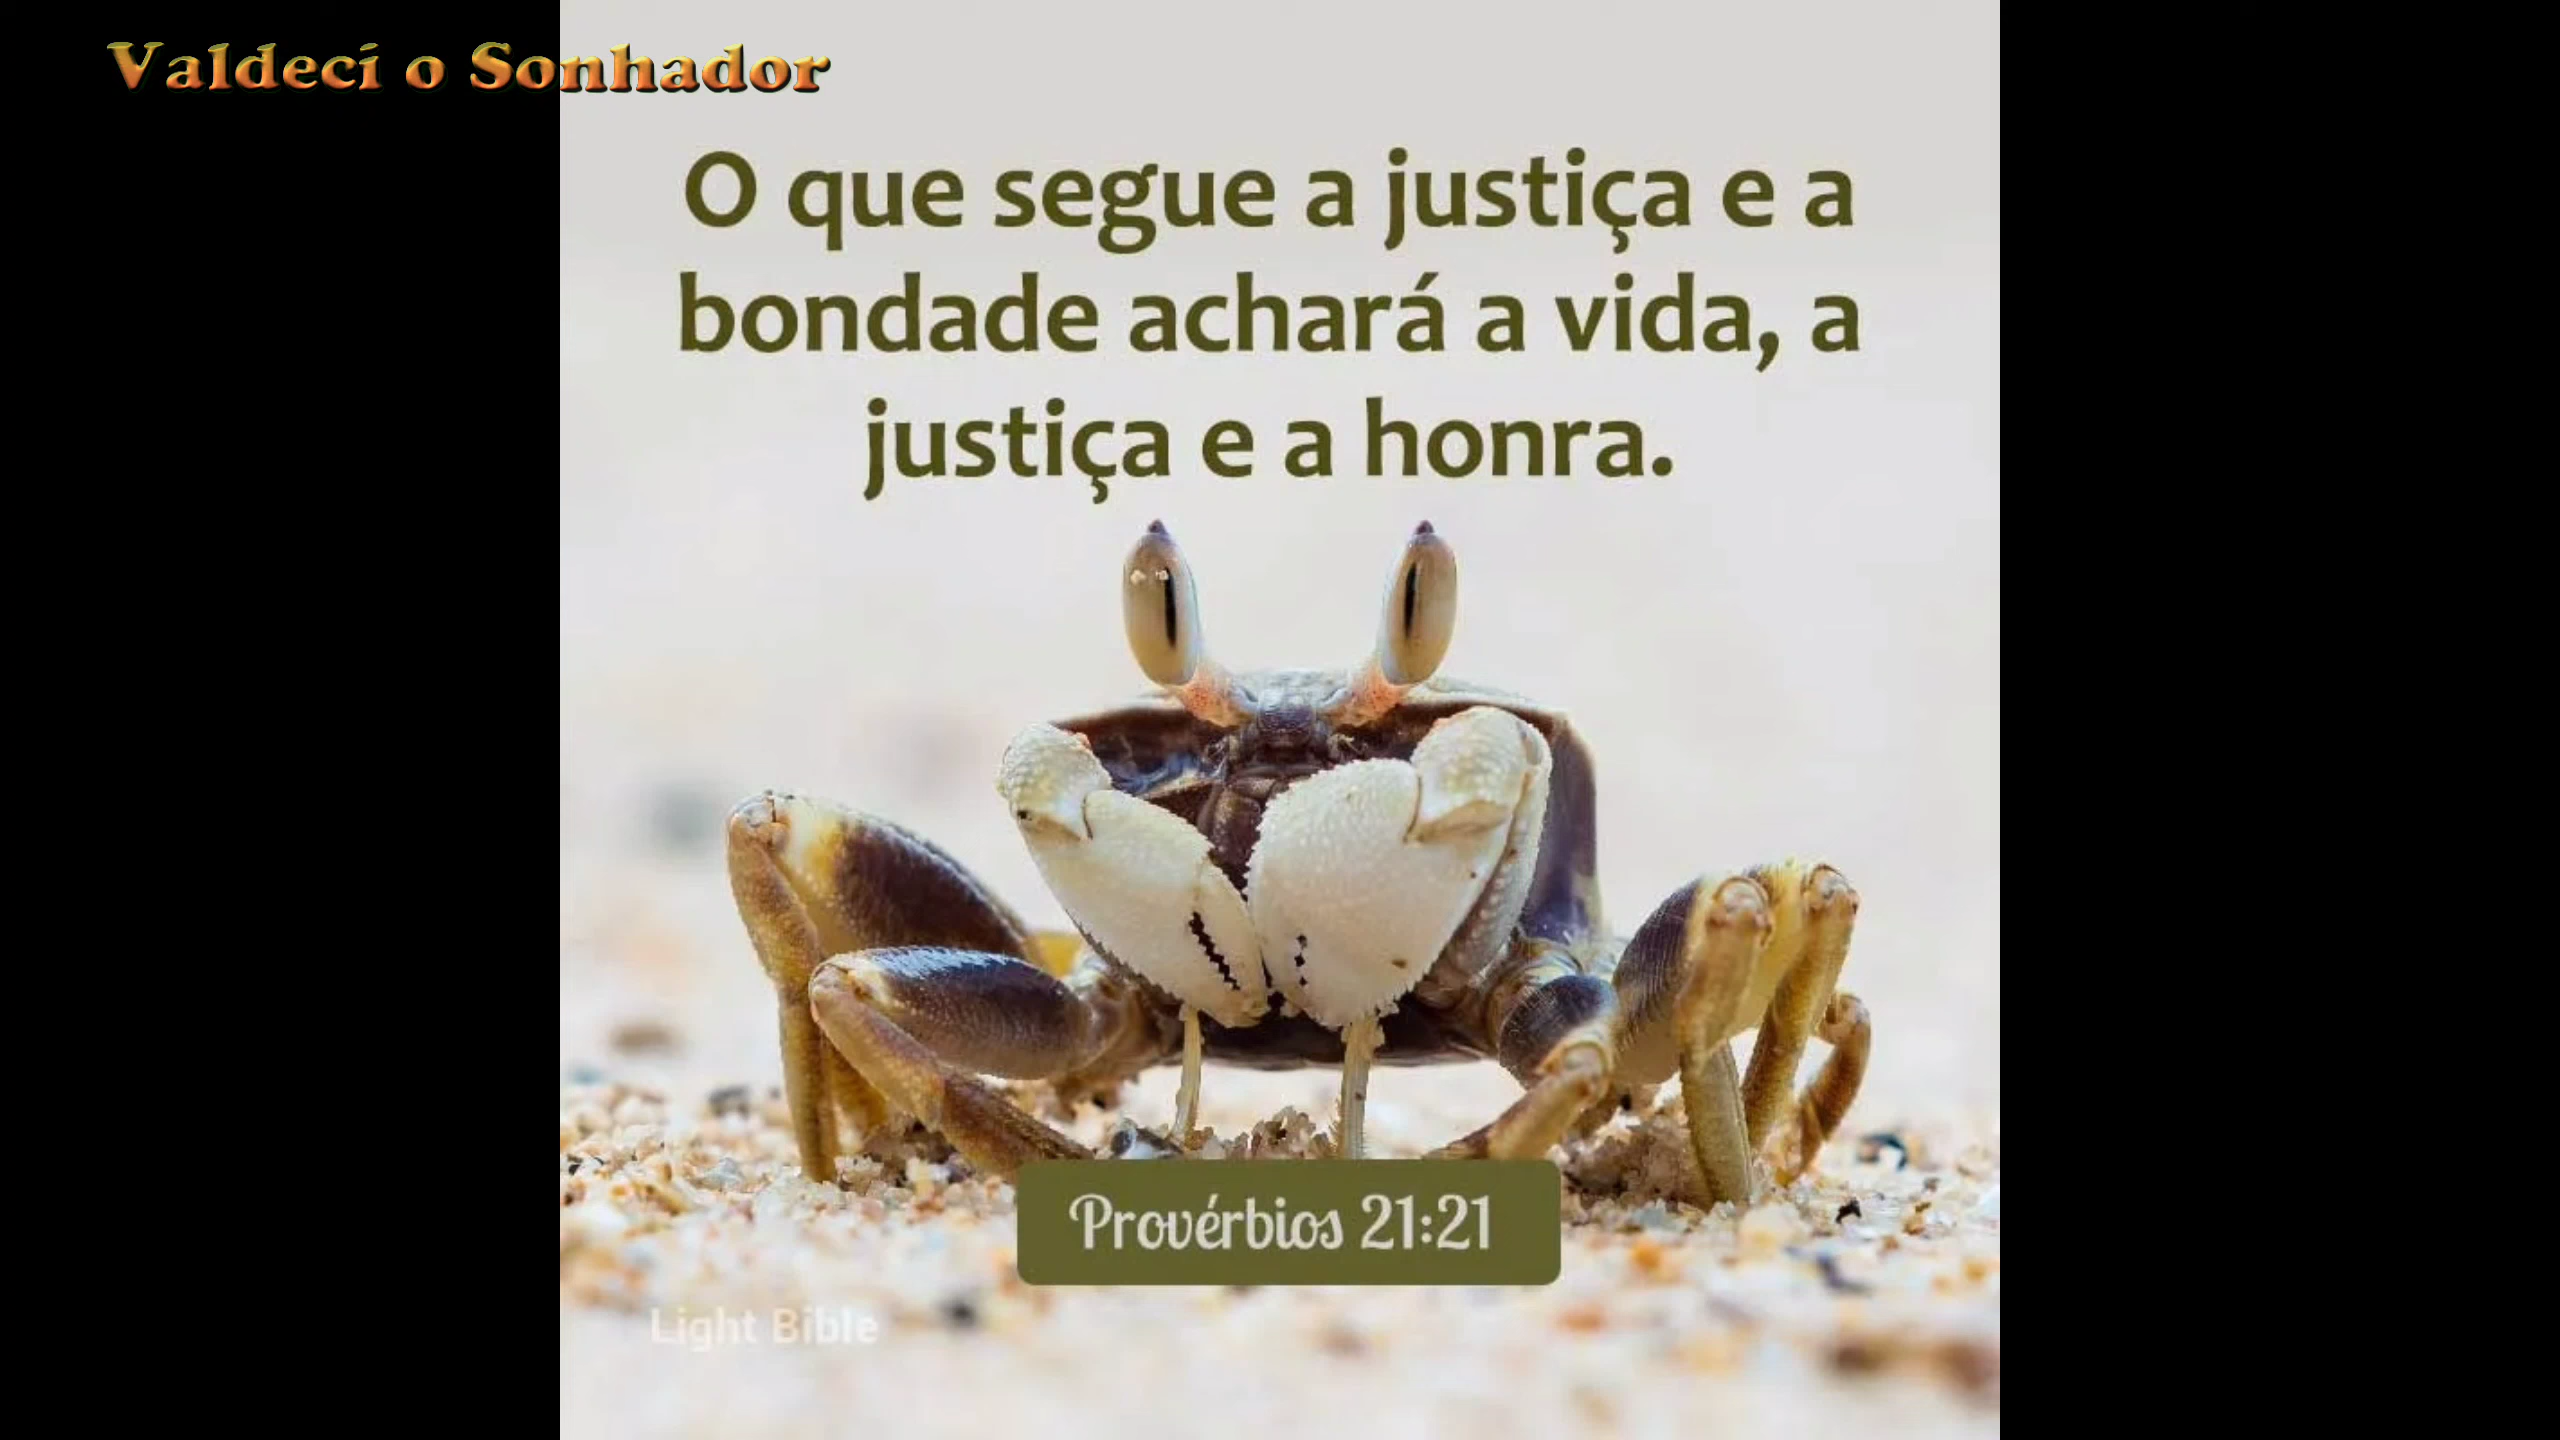 Valdeci o Sonhador
O que segue a justiça e a
bondade achará a vida, a
justiça e a honra.
Provérbios 21:21
Light Bible